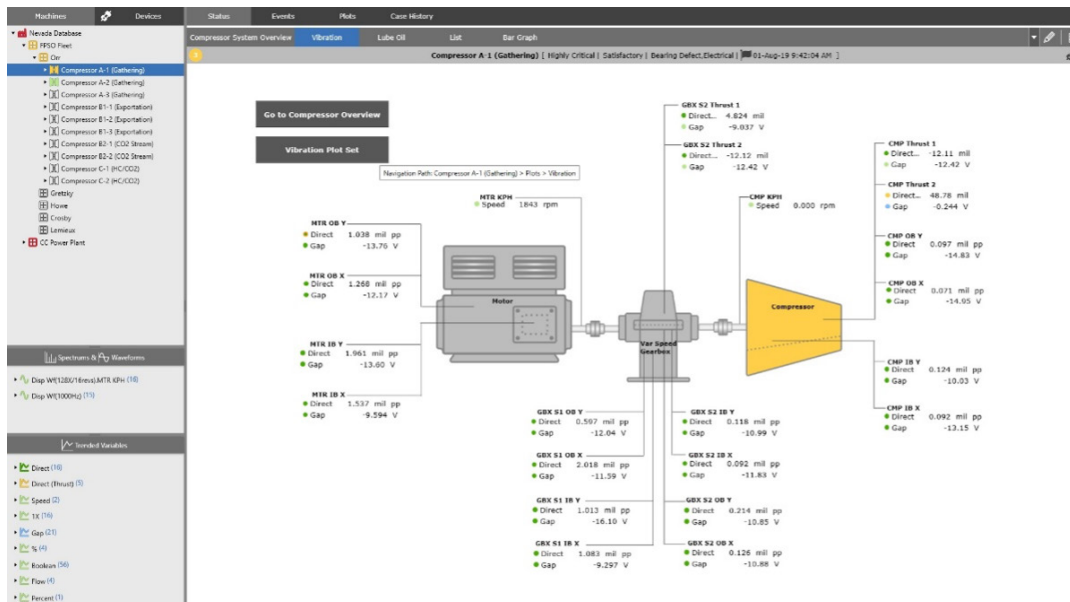 Machines
Devices
Status
Events
Plots
Case History
Nevada Database
FPSO Fleet
Orr
Compressor A-1 (Gathering)
Compressor A-2 (Gathering)
Compressor A-3 (Gathering)
Compressor B1-1 (Exportation)
Compressor B1-2 (Exportation)
Compressor B1-3 (Exportation)
Compressor B2-1 (CO2 Stream)
Compressor B2-2 (CO2 Stream)
Compressor C-1 (HC/CO2)
Compressor C-2 (HC/CO2)
Gretzky
Howe
Crosby
Lemieux
CC Power Plant
Spectrums & Waveforms
Disp Wf(128X/16revs).MTR KPH (18)
Disp Wf(1000Hz) (15)
Trended Variables
Direct (16)
Direct (Thrust) (5)
Speed (2)
1X (16)
Gap (21)
% (4)
Boolean (56)
Flow (4)
Percent (1)
Compressor System Overview
Vibration
Lube Oil
List
Bar Graph
Compressor A-1 (Gathering) [ Highly Critical | Satisfactory | Bearing Defect,Electrical | 01-Aug-19 9:42:04 AM ]
Go to Compressor Overview
Vibration Plot Set
Navigation Path: Compressor A-1 (Gathering) > Plots > Vibration
GBX S2 Thrust 1
Direct... 4.824 mil
Gap -9.037 V
GBX S2 Thrust 2
Direct... -12.12 mil
Gap -12.42 V
MTR KPH
Speed 1843 rpm
CMP KPH
Speed 0.000 rpm
CMP Thrust 1
Direct... -12.11 mil
Gap -12.42 V
CMP Thrust 2
Direct... 48.78 mil
Gap -0.244 V
CMP OB Y
Direct 0.097 mil pp
Gap -14.83 V
CMP OB X
Direct 0.071 mil pp
Gap -14.95 V
CMP IB Y
Direct 0.124 mil pp
Gap -10.03 V
CMP IB X
Direct 0.092 mil pp
Gap -13.15 V
MTR OB Y
Direct 1.038 mil pp
Gap -13.76 V
MTR OB X
Direct 1.268 mil pp
Gap -12.17 V
MTR IB Y
Direct 1.961 mil pp
Gap -13.60 V
MTR IB X
Direct 1.537 mil pp
Gap -9.594 V
Motor
Var Speed
Gearbox
Compressor
GBX S1 OB Y
Direct 0.597 mil pp
Gap -12.04 V
GBX S1 OB X
Direct 2.018 mil pp
Gap -11.59 V
GBX S1 IB Y
Direct 1.013 mil pp
Gap -16.10 V
GBX S1 IB X
Direct 1.083 mil pp
Gap -9.297 V
GBX S2 IB Y
Direct 0.118 mil pp
Gap -10.99 V
GBX S2 IB X
Direct 0.092 mil pp
Gap -11.83 V
GBX S2 OB Y
Direct 0.214 mil pp
Gap -10.85 V
GBX S2 OB X
Direct 0.126 mil pp
Gap -10.88 V